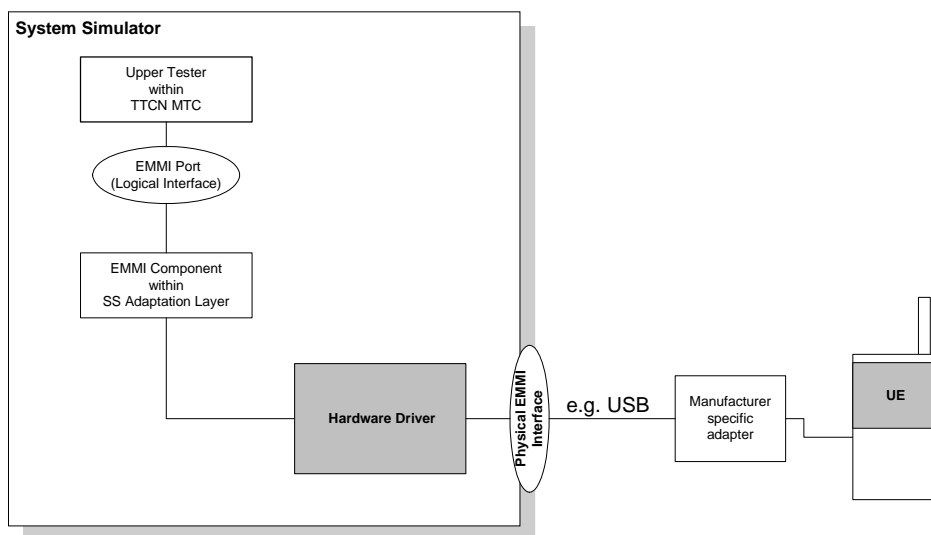 System Simulator
Upper Tester
within
TTCN MTC
EMMI Port
(Logical Interface)
EMMI Component
within
SS Adaptation Layer
Hardware Driver
Physical EMMI
Interface
e.g. USB
Manufacturer
specific
adapter
UE